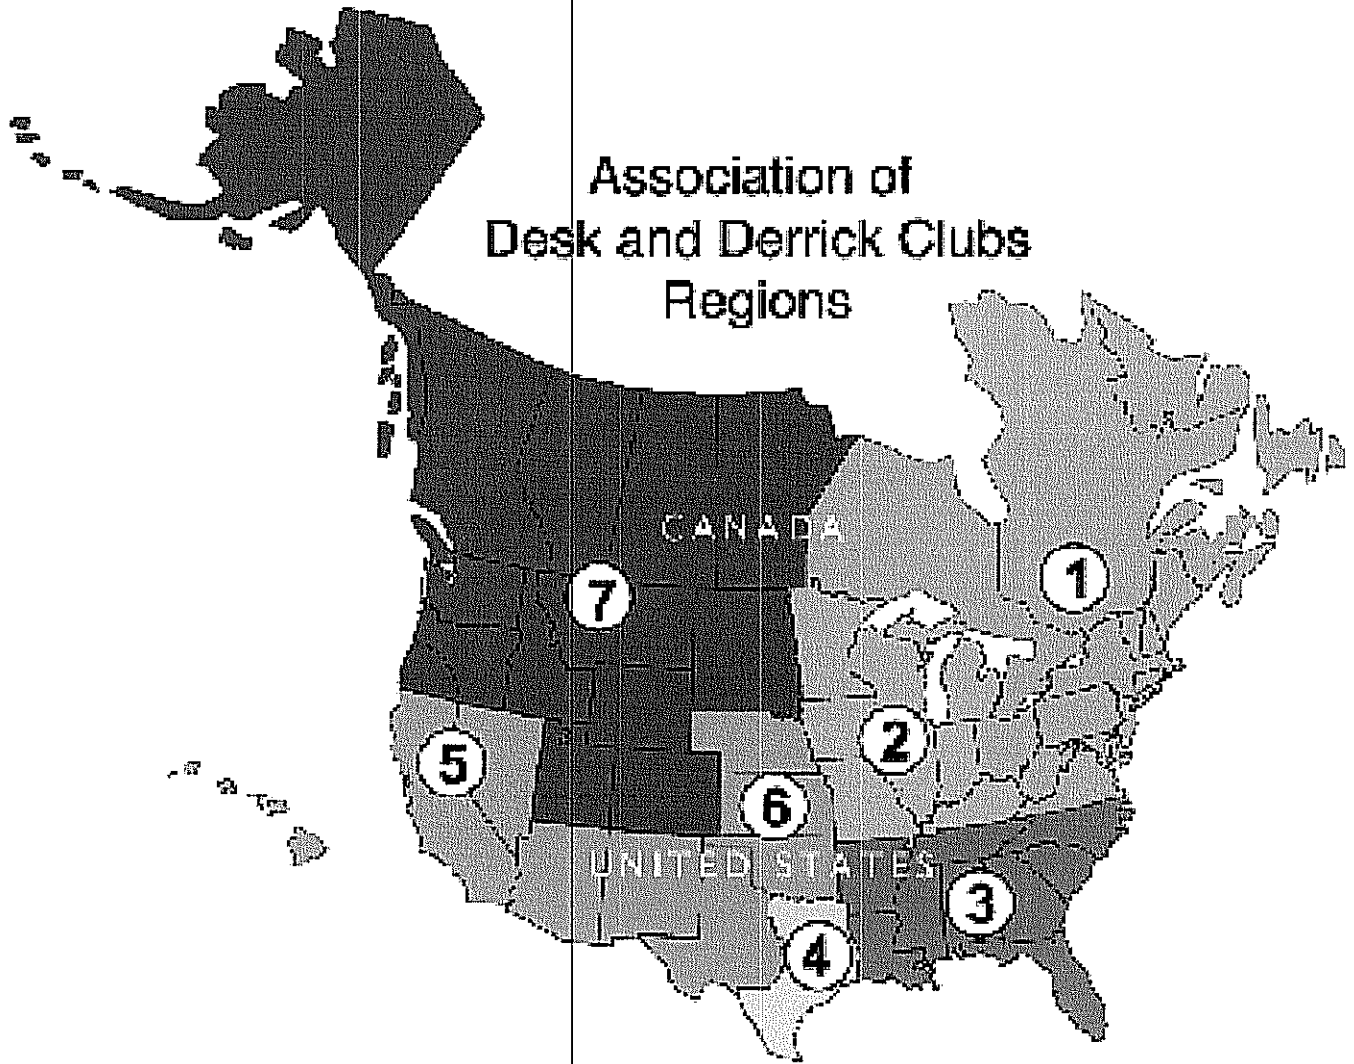 Association of
Desk and Derrick Clubs
Regions
CANADA
7
1
2
5
6
UNITED STATES
3
4